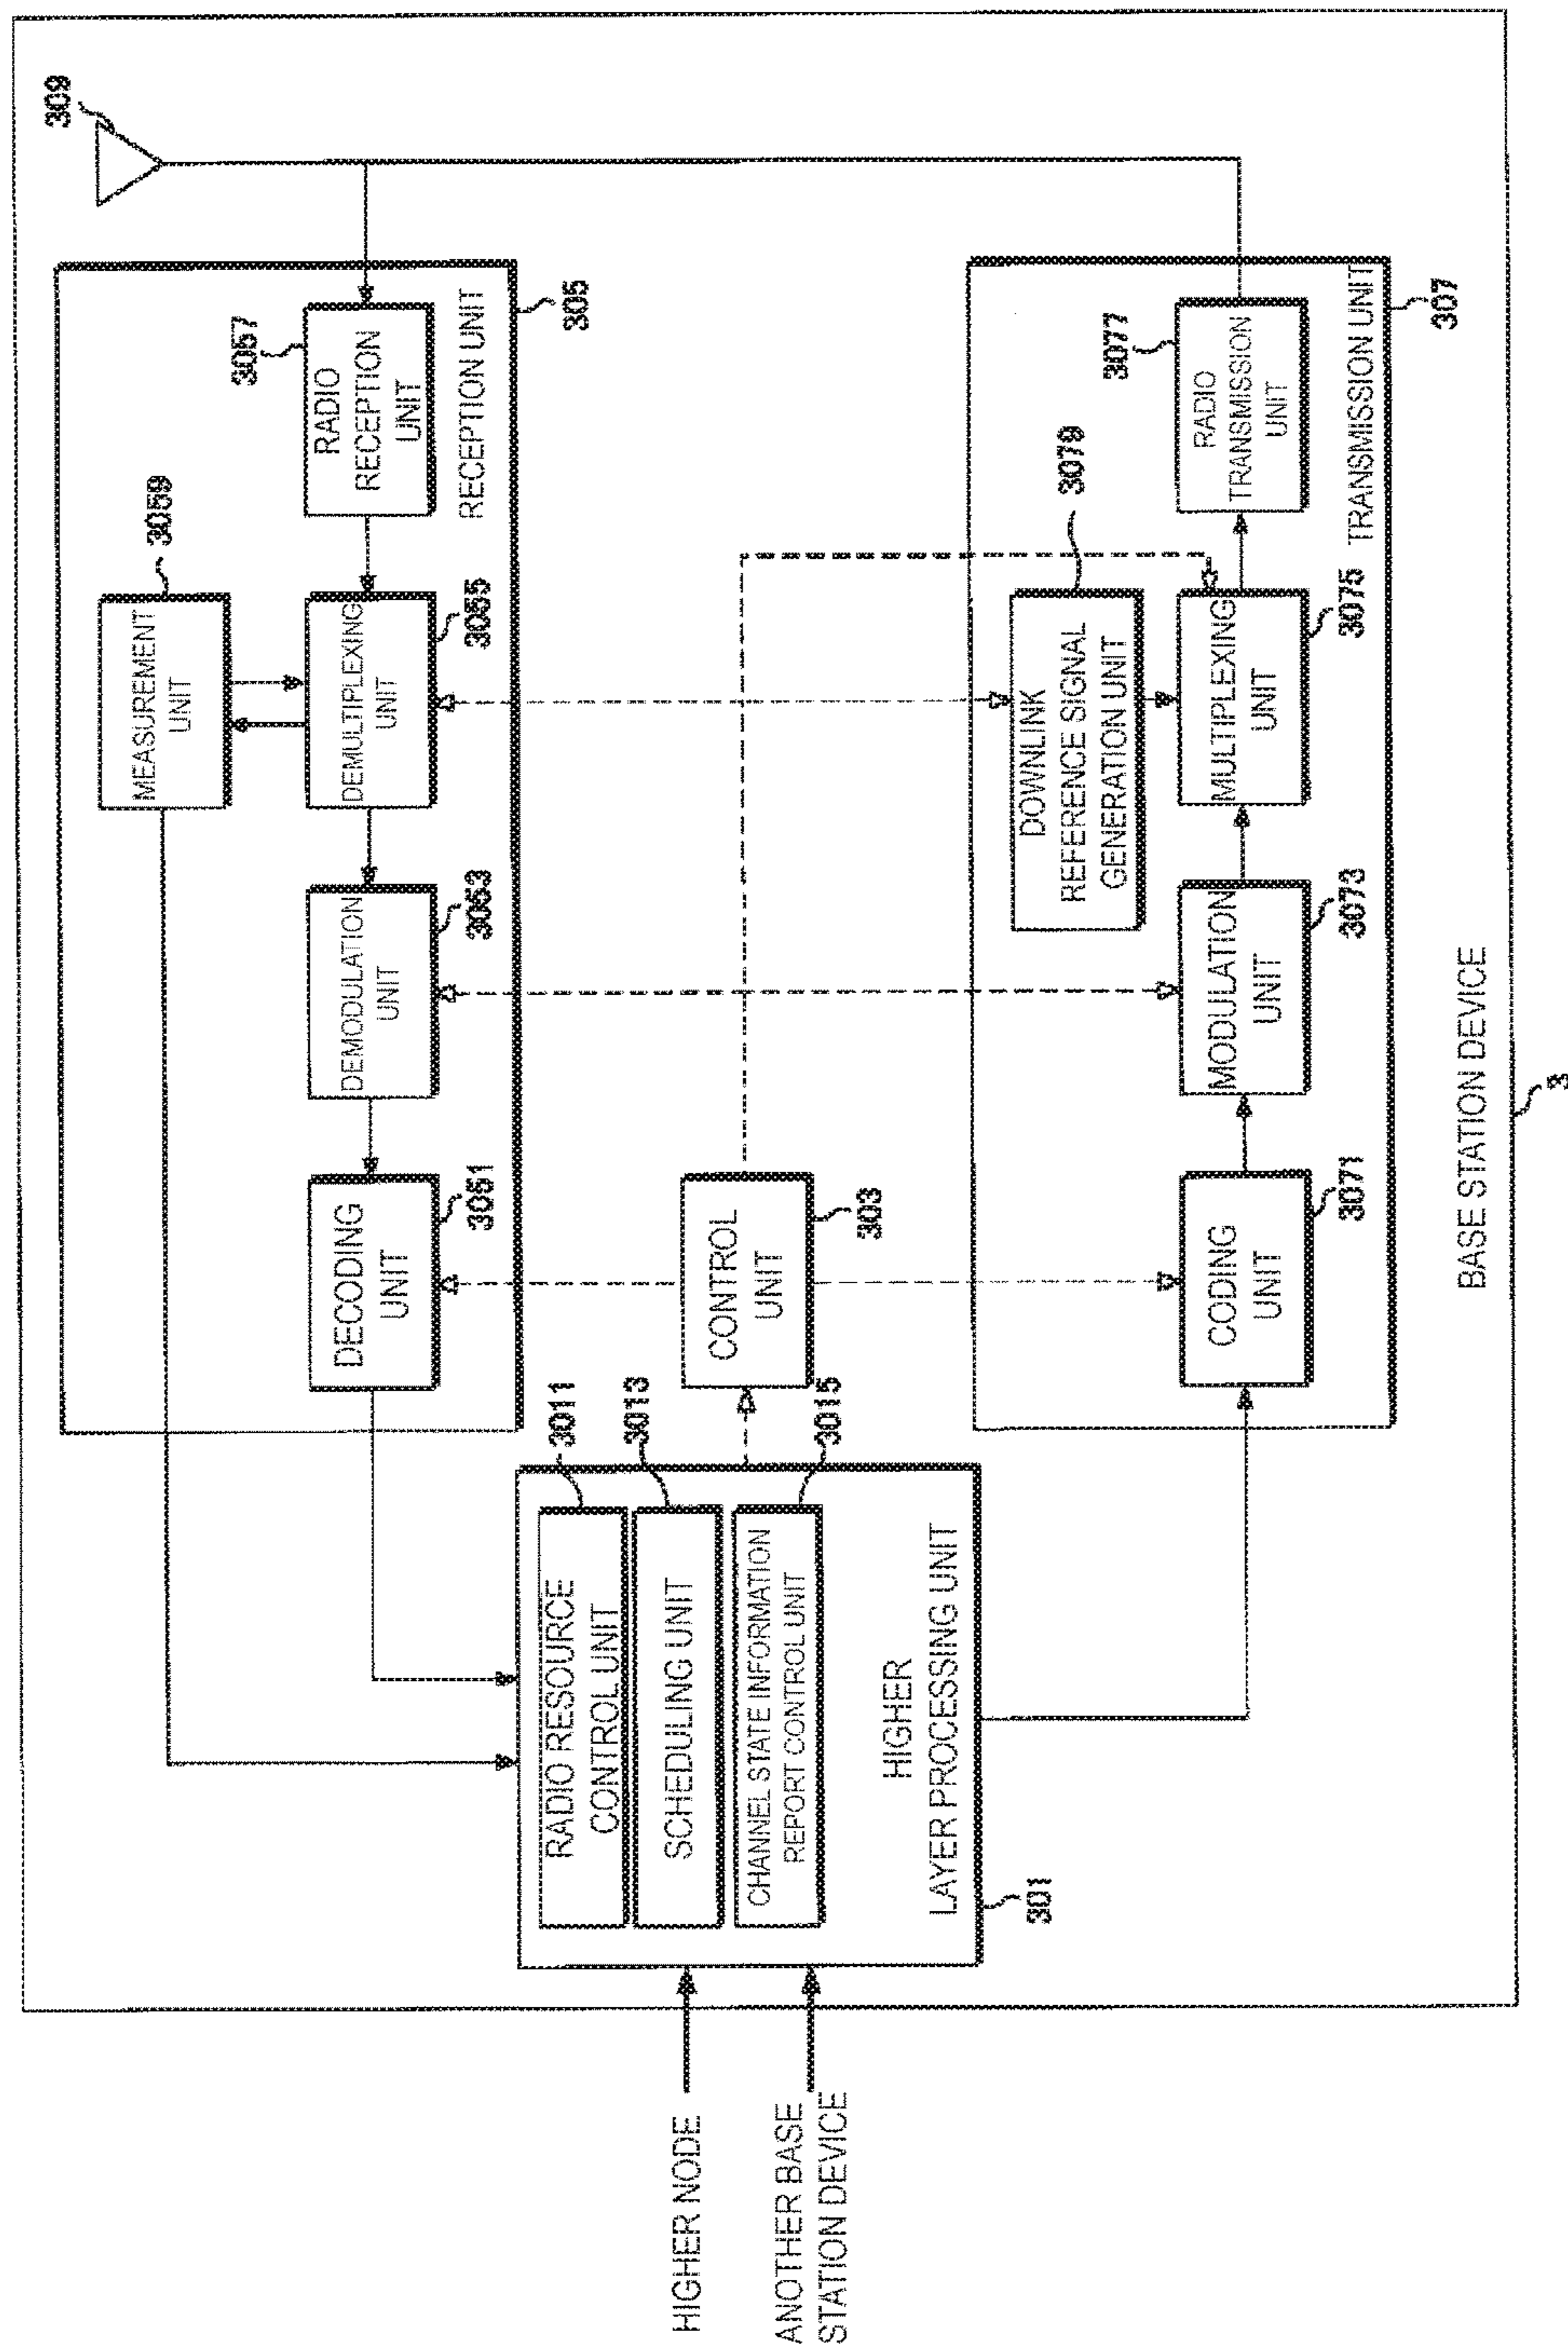 309
3059
MEASUREMENT
UNIT
3057
RADIO
RECEPTION
UNIT
DEMULTIPLEXING
UNIT
3055
DEMODULATION
UNIT
3053
DECODING
UNIT
3051
RECEPTION UNIT
305
HIGHER NODE
ANOTHER BASE
STATION DEVICE
3011
RADIO RESOURCE
CONTROL UNIT
3013
SCHEDULING UNIT
3015
CHANNEL STATE INFORMATION
REPORT CONTROL UNIT
HIGHER
LAYER PROCESSING UNIT
301
CONTROL
UNIT
303
DOWNLINK
REFERENCE SIGNAL
GENERATION UNIT
3079
3077
RADIO
TRANSMISSION
UNIT
CODING
UNIT
3071
MODULATION
UNIT
3073
MULTIPLEXING
UNIT
3075
TRANSMISSION UNIT
307
BASE STATION DEVICE
3